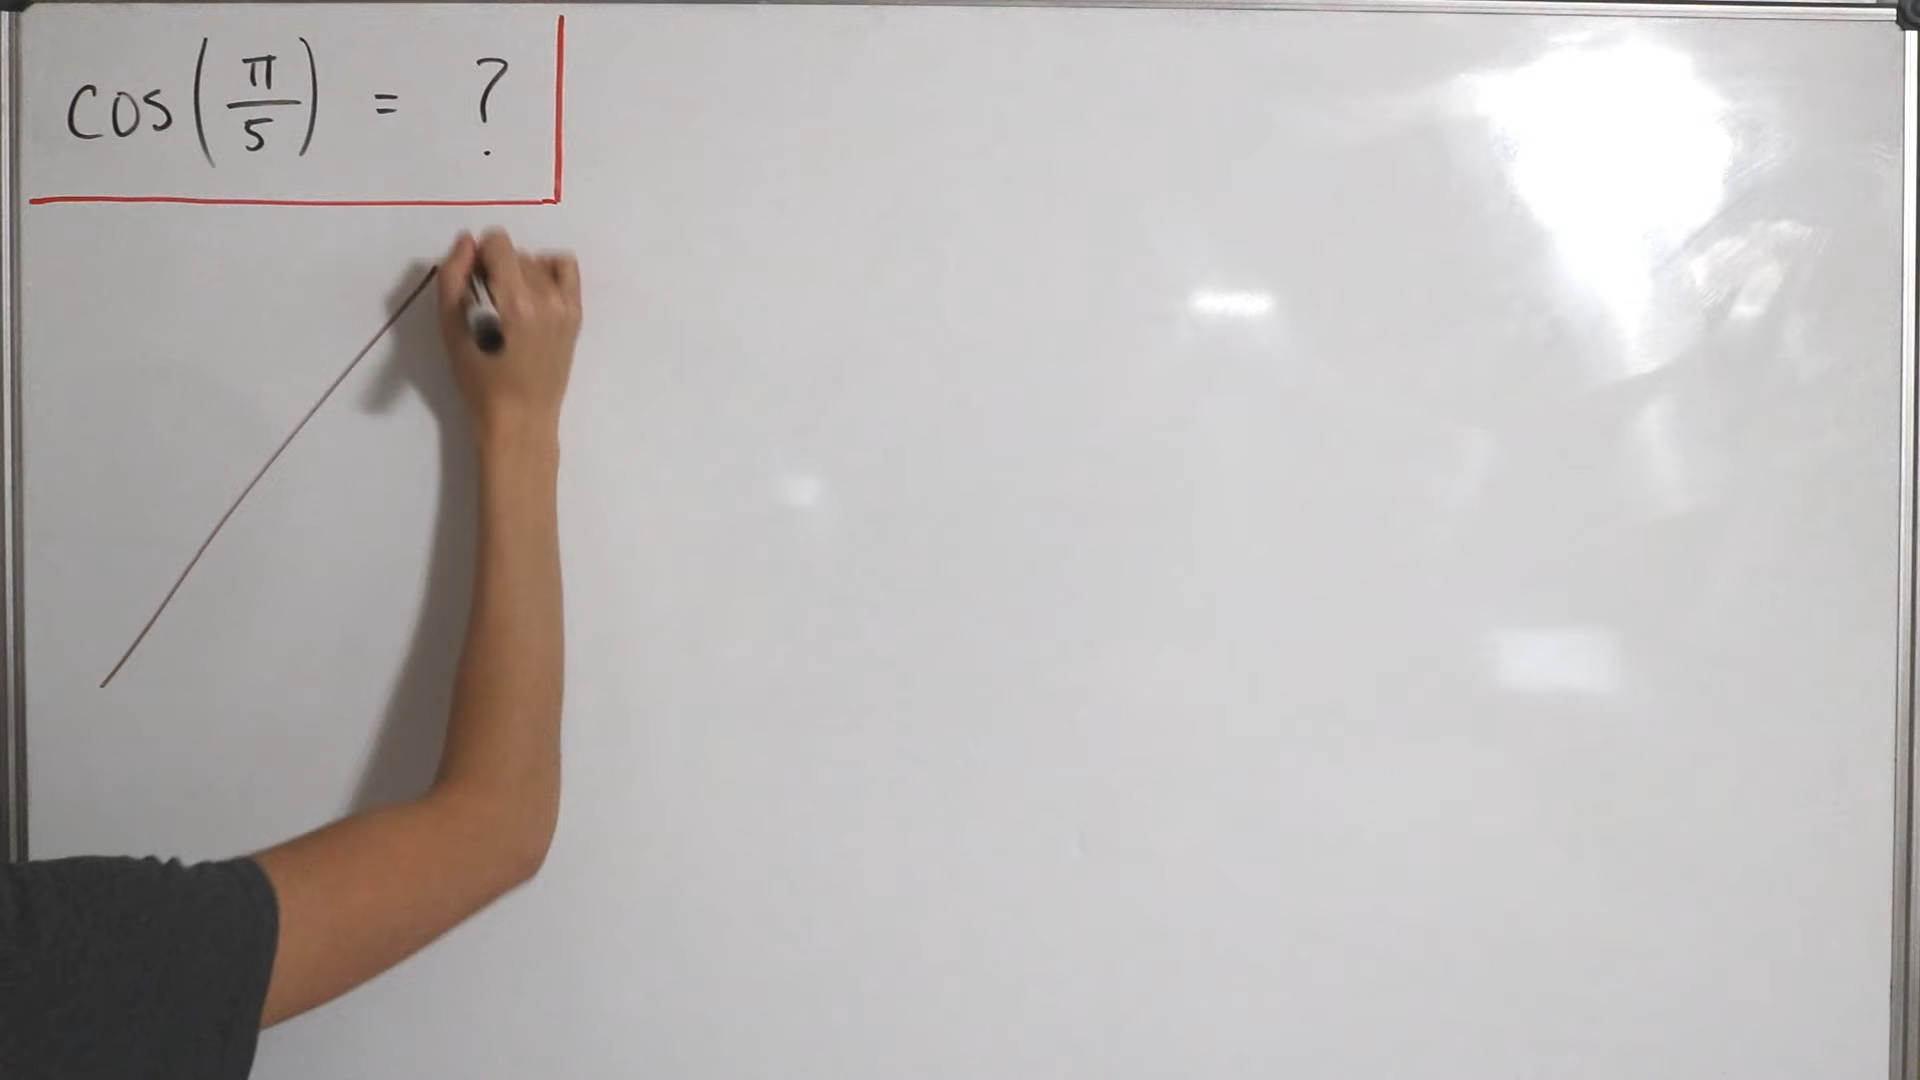 cos(π/5) = ?